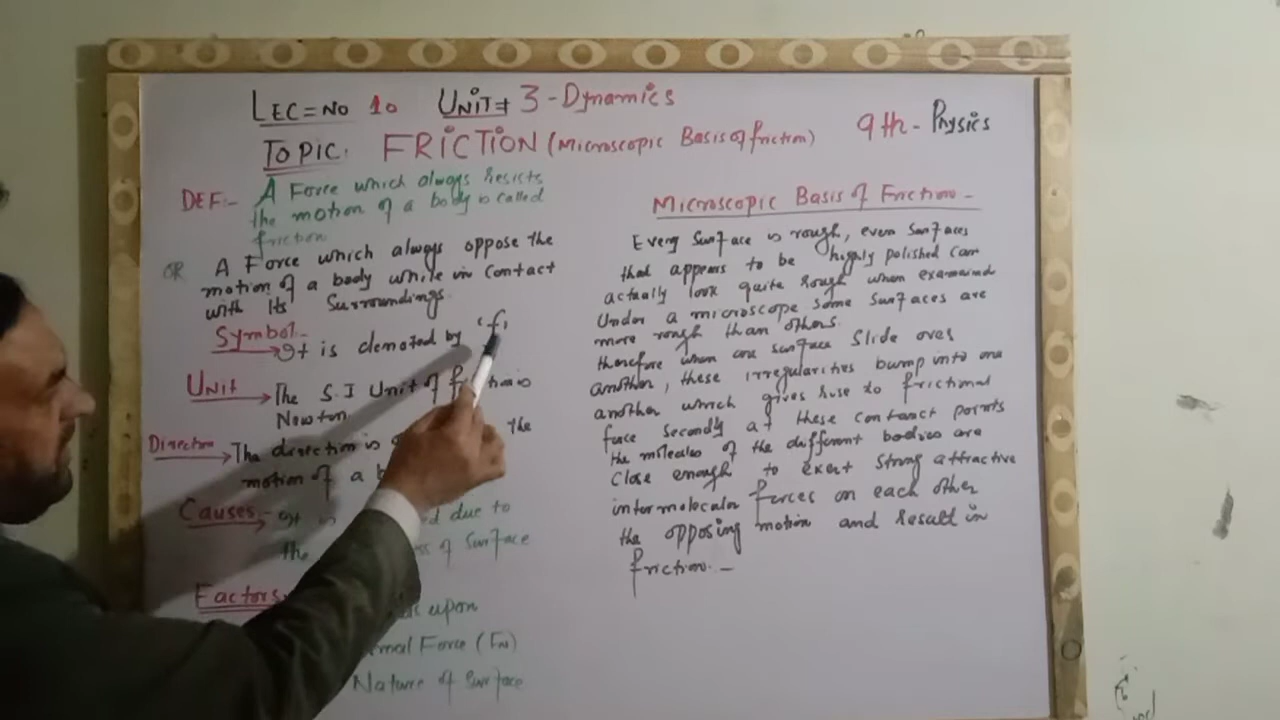 LEC=NO 10 UNIT# 3-Dynamics
9th-Physics
TOPIC: FRICTION (Microscopic Basis of friction)
DEF:- A Force which always resists
the motion of a body is called
friction
OR A Force which always oppose the
motion of a body while in contact
with Its Surroundings.
Symbol:-
It is denoted by 'f'
UNIT The S.I Unit of is
Newton
Direction The direction is the
motion of a
Causes:- It is due to
the of Surface
Factors
upon
Force (FN)
Nature of Surface
Microscopic Basis of Friction -
Every Surface is rough, even Surfaces
that appears to be highly polished can
actually look quite rough when examained
Under a microscope some surfaces are
more rough than others.
therefore when one surface slide over
another, these irregularities bump into one
another which gives to frictional
force Secondly at these contanct points
the molecules of the different bodies are
close enough to exert strong attractive
intermolecular forces on each other
the opposing motion and result in
friction. -